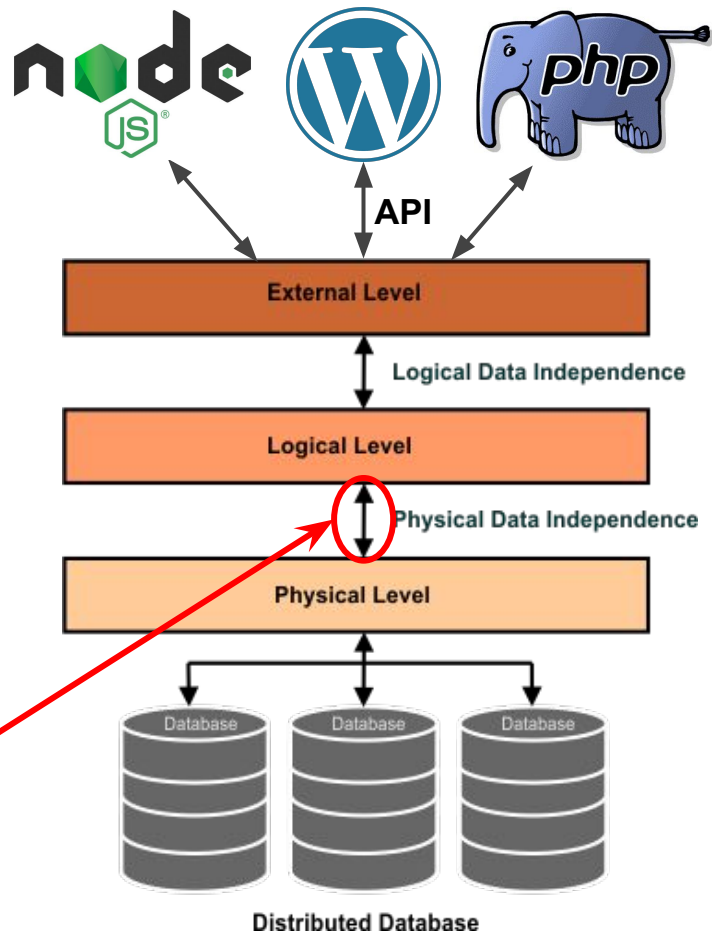 node
JS®
W
php
API
External Level
Logical Data Independence
Logical Level
Physical Data Independence
Physical Level
Database Database Database
Distributed Database